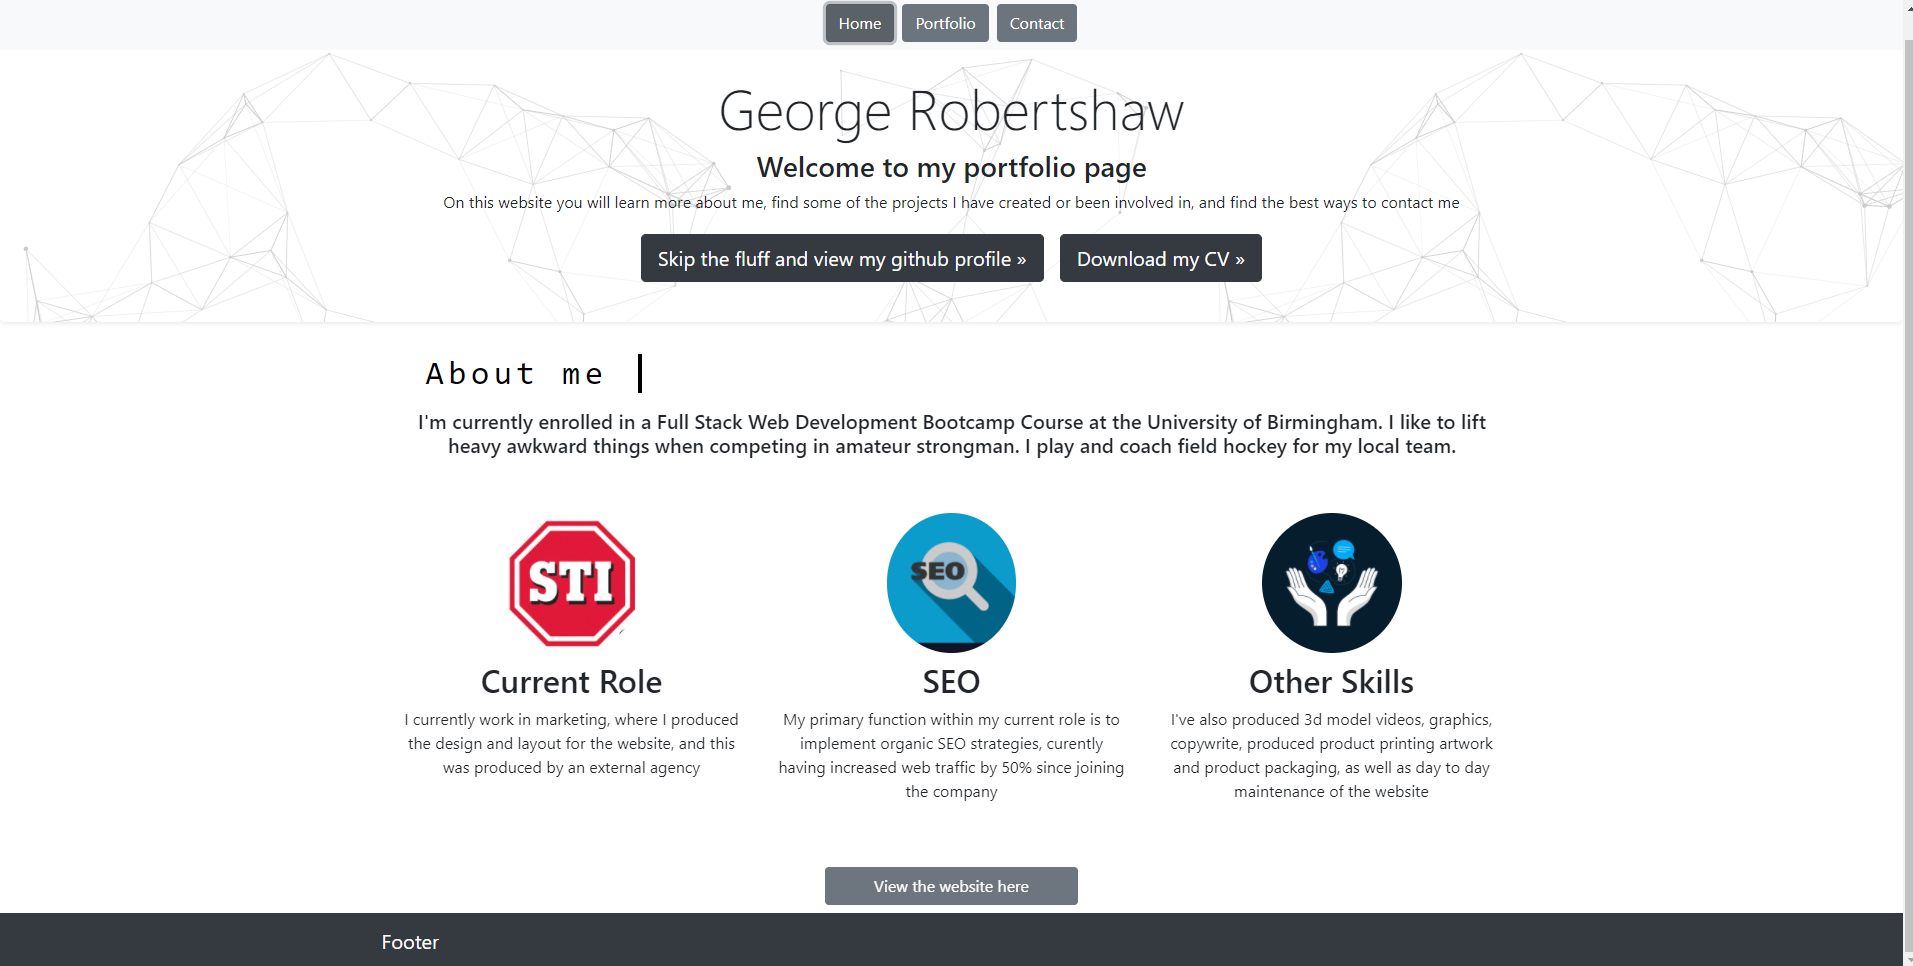 Home Portfolio Contact
George Robertshaw
Welcome to my portfolio page
On this website you will learn more about me, find some of the projects I have created or been involved in, and find the best ways to contact me
Skip the fluff and view my github profile » Download my CV »
About me
I'm currently enrolled in a Full Stack Web Development Bootcamp Course at the University of Birmingham. I like to lift
heavy awkward things when competing in amateur strongman. I play and coach field hockey for my local team.
STI
SEO
Current Role
I currently work in marketing, where I produced
the design and layout for the website, and this
was produced by an external agency
SEO
My primary function within my current role is to
implement organic SEO strategies, curently
having increased web traffic by 50% since joining
the company
Other Skills
I've also produced 3d model videos, graphics,
copywrite, produced product printing artwork
and product packaging, as well as day to day
maintenance of the website
View the website here
Footer